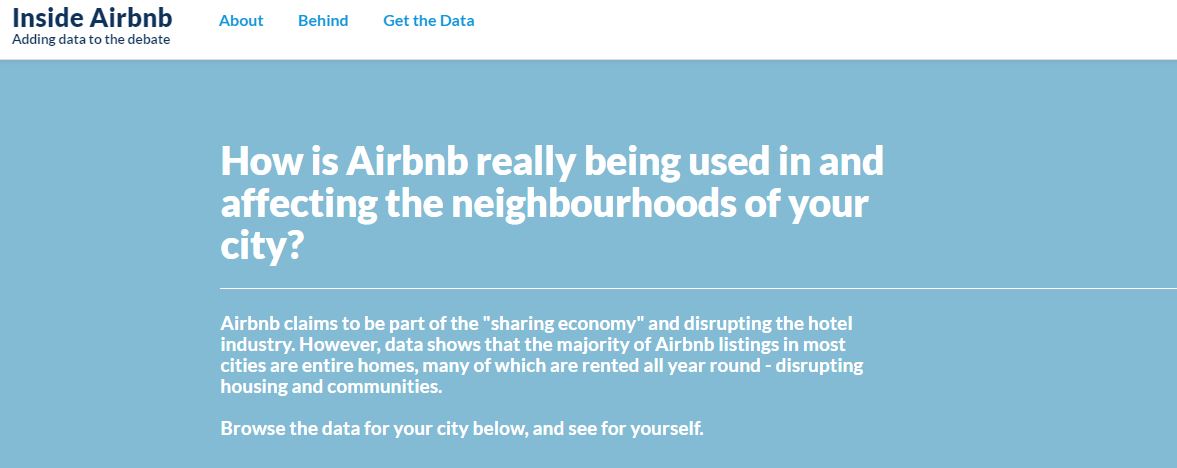 Inside Airbnb
Adding data to the debate
About Behind Get the Data
How is Airbnb really being used in and
affecting the neighbourhoods of your
city?
Airbnb claims to be part of the "sharing economy" and disrupting the hotel
industry. However, data shows that the majority of Airbnb listings in most
cities are entire homes, many of which are rented all year round - disrupting
housing and communities.
Browse the data for your city below, and see for yourself.